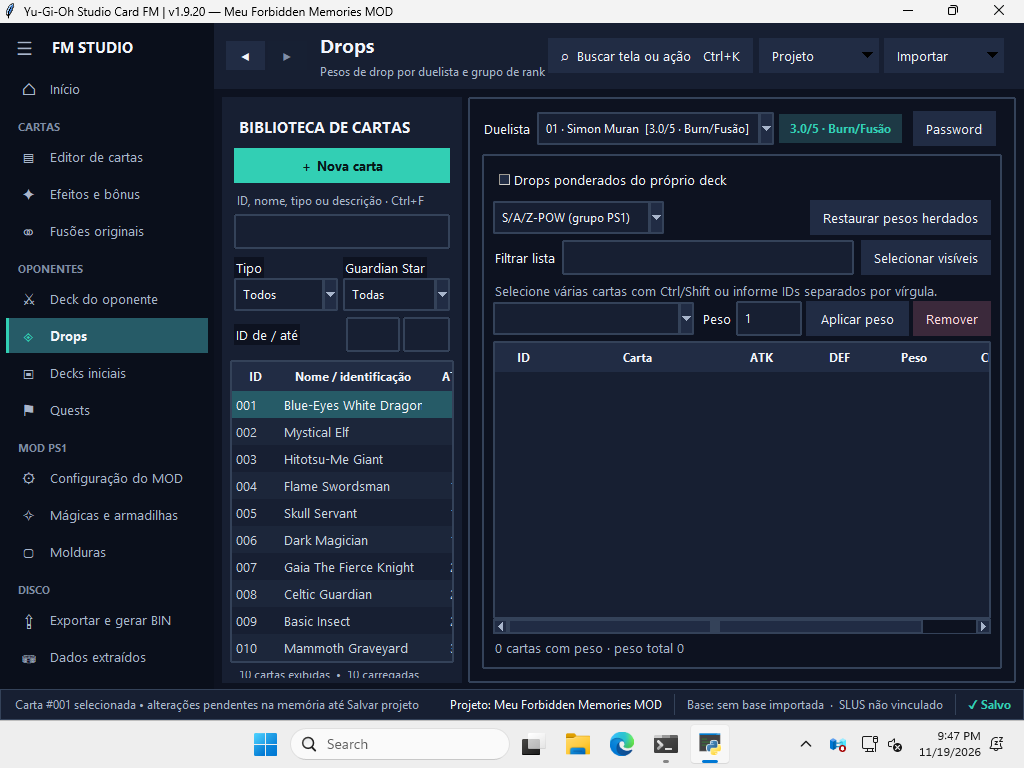 Yu-Gi-Oh Studio Card FM | v1.9.20 — Meu Forbidden Memories MOD
FM STUDIO
Início
CARTAS
Editor de cartas
Efeitos e bônus
Fusões originais
OPONENTES
Deck do oponente
Drops
Decks iniciais
Quests
MOD PS1
Configuração do MOD
Mágicas e armadilhas
Molduras
DISCO
Exportar e gerar BIN
Dados extraídos
Drops
Pesos de drop por duelista e grupo de rank
Buscar tela ou ação Ctrl+K
Projeto
Importar
BIBLIOTECA DE CARTAS
+ Nova carta
ID, nome, tipo ou descrição · Ctrl+F
Tipo Guardian Star
Todos Todas
ID de / até
ID Nome / identificação
001 Blue-Eyes White Dragor
002 Mystical Elf
003 Hitotsu-Me Giant
004 Flame Swordsman
005 Skull Servant
006 Dark Magician
007 Gaia The Fierce Knight
008 Celtic Guardian
009 Basic Insect
010 Mammoth Graveyard
10 cartas exibidas • 10 carregadas
Duelista 01 · Simon Muran [3.0/5 · Burn/Fusão] 3.0/5 · Burn/Fusão Password
Drops ponderados do próprio deck
S/A/Z-POW (grupo PS1) Restaurar pesos herdados
Filtrar lista Selecionar visíveis
Selecione várias cartas com Ctrl/Shift ou informe IDs separados por vírgula.
Peso 1 Aplicar peso Remover
ID Carta ATK DEF Peso C
0 cartas com peso · peso total 0
Carta #001 selecionada • alterações pendentes na memória até Salvar projeto Projeto: Meu Forbidden Memories MOD Base: sem base importada · SLUS não vinculado ✓ Salvo
Search
9:47 PM
11/19/2026